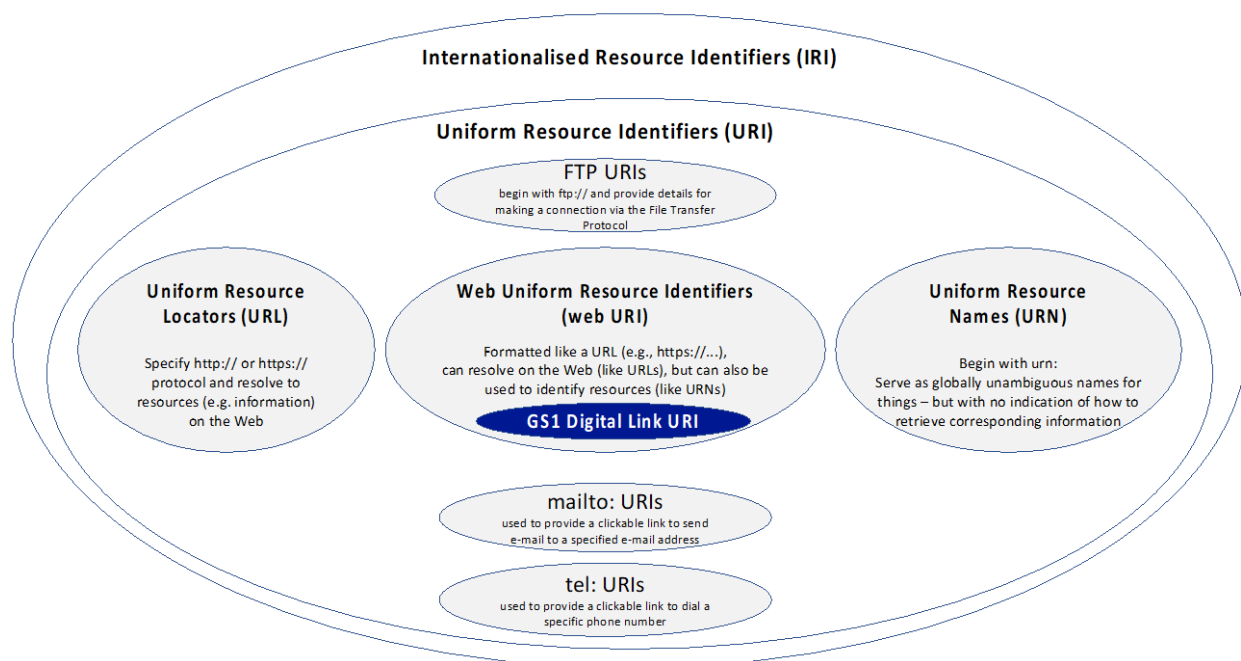 Internationalised Resource Identifiers (IRI)
Uniform Resource Identifiers (URI)
FTP URIs
begin with ftp:// and provide details for
making a connection via the File Transfer
Protocol
Uniform Resource
Locators (URL)
Specify http:// or https://
protocol and resolve to
resources (e.g. information)
on the Web
Web Uniform Resource Identifiers
(web URI)
Formatted like a URL (e.g., https://...),
can resolve on the Web (like URLs), but can also be
used to identify resources (like URNs)
GS1 Digital Link URI
Uniform Resource
Names (URN)
Begin with urn:
Serve as globally unambiguous names for
things – but with no indication of how to
retrieve corresponding information
mailto: URIs
used to provide a clickable link to send
e-mail to a specified e-mail address
tel: URIs
used to provide a clickable link to dial a
specific phone number